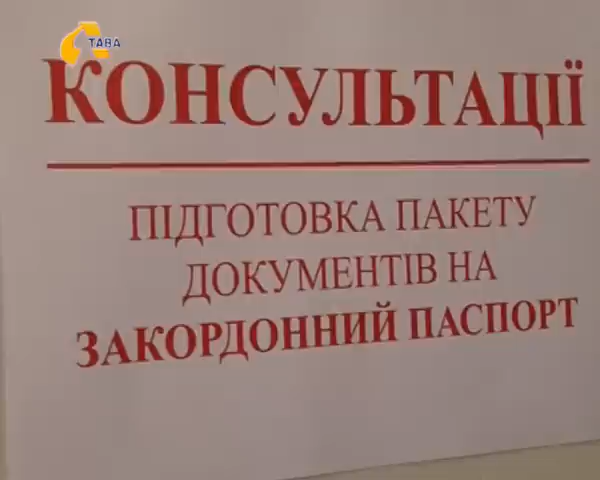 ТАВА
КОНСУЛЬТАЦІЇ
ПІДГОТОВКА ПАКЕТУ
ДОКУМЕНТІВ НА
ЗАКОРДОННИЙ ПАСПОРТ